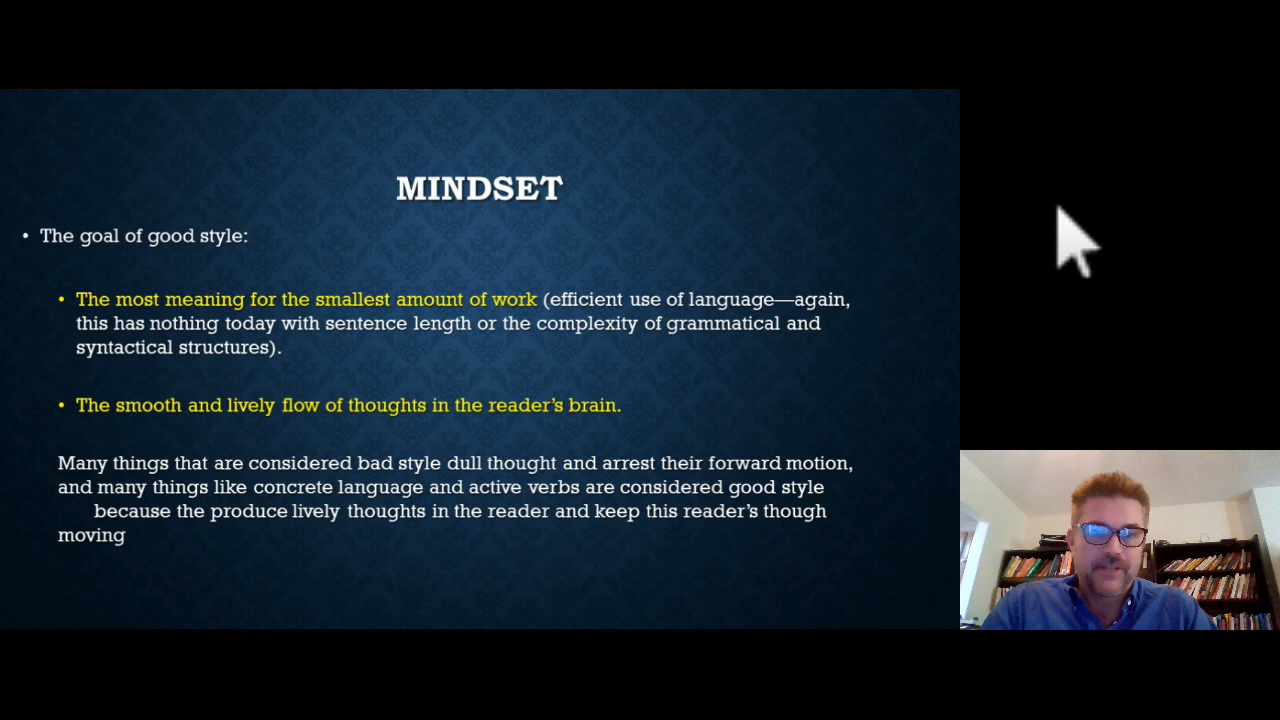 MINDSET
• The goal of good style:
• The most meaning for the smallest amount of work (efficient use of language—again,
this has nothing today with sentence length or the complexity of grammatical and
syntactical structures).
• The smooth and lively flow of thoughts in the reader's brain.
Many things that are considered bad style dull thought and arrest their forward motion,
and many things like concrete language and active verbs are considered good style
because the produce lively thoughts in the reader and keep this reader's though
moving